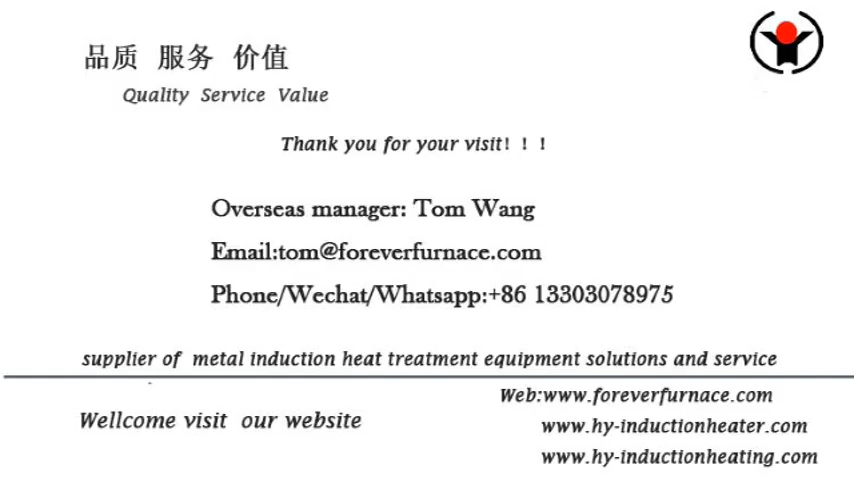 品质 服务 价值
Quality Service Value
Thank you for your visit！！！
Overseas manager: Tom Wang
Email:tom@foreverfurnace.com
Phone/Wechat/Whatsapp:+86 13303078975
supplier of metal induction heat treatment equipment solutions and service
Wellcome visit our website
Web:www.foreverfurnace.com
www.hy-inductionheater.com
www.hy-inductionheating.com